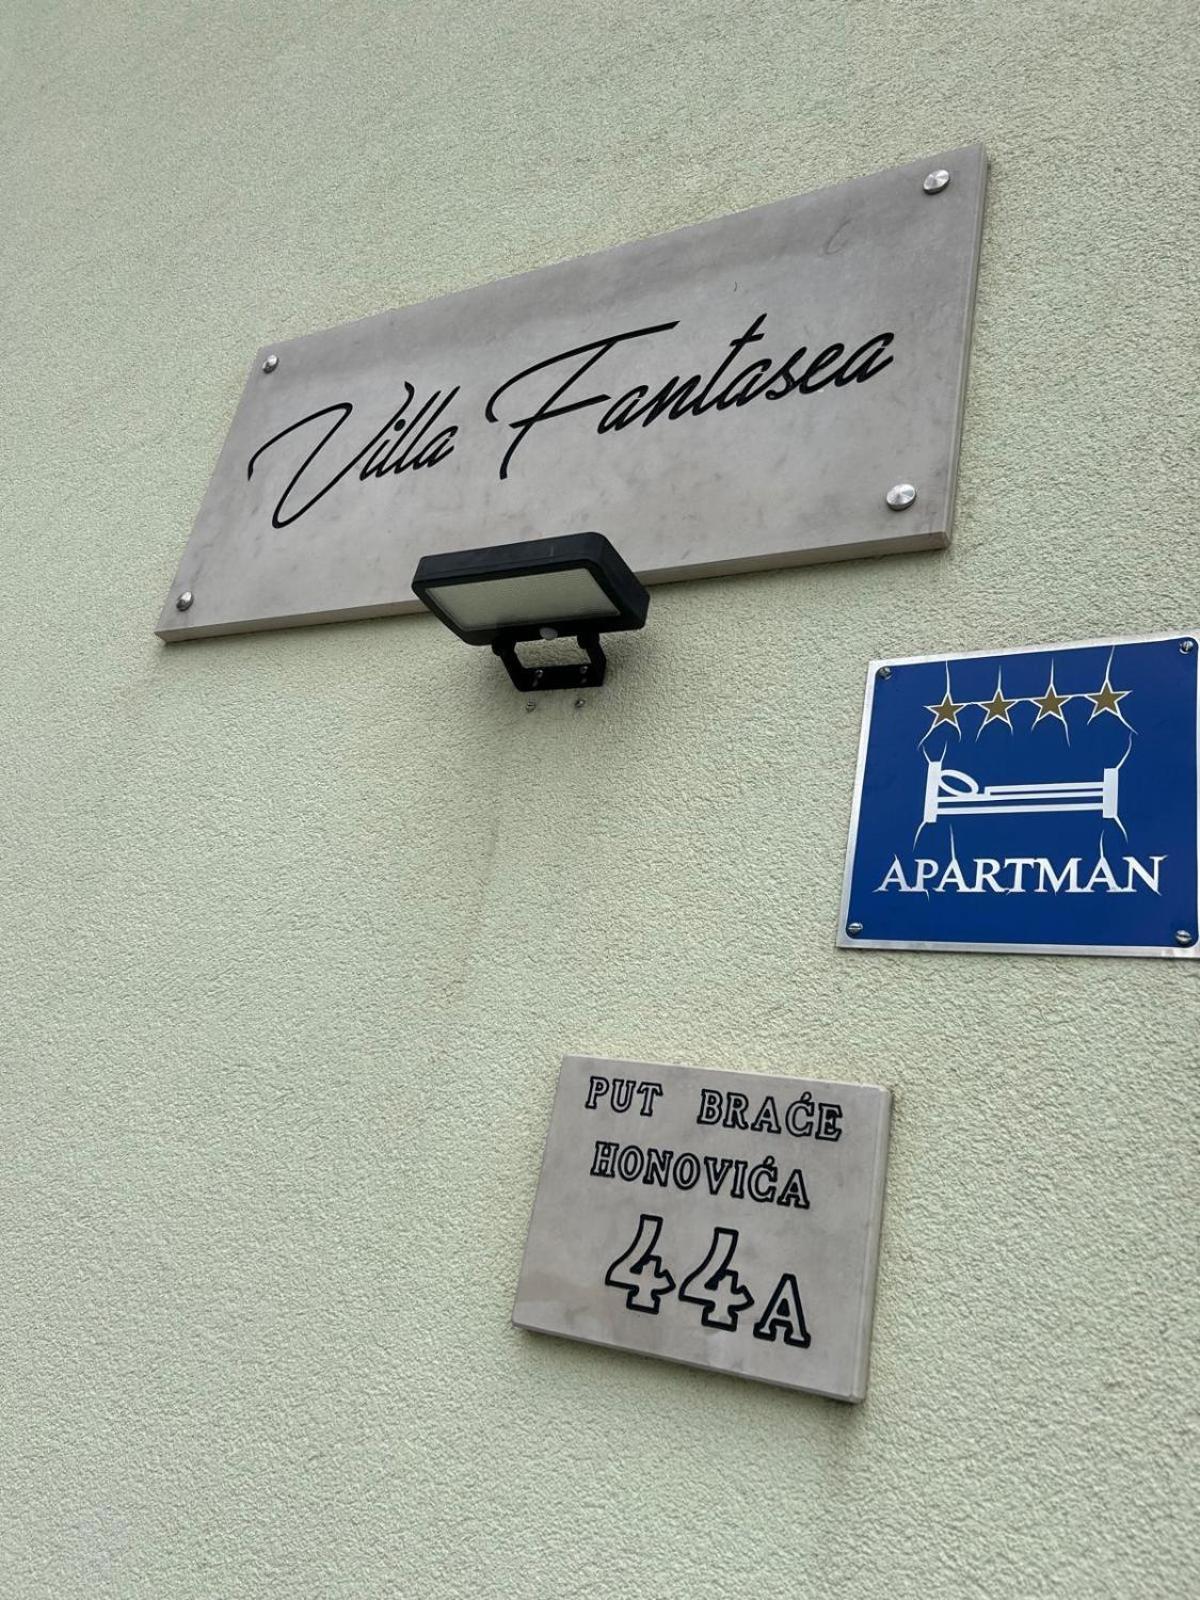 Villa Fantasea
APARTMAN
PUT BRAĆE
HONOVIĆA
44A